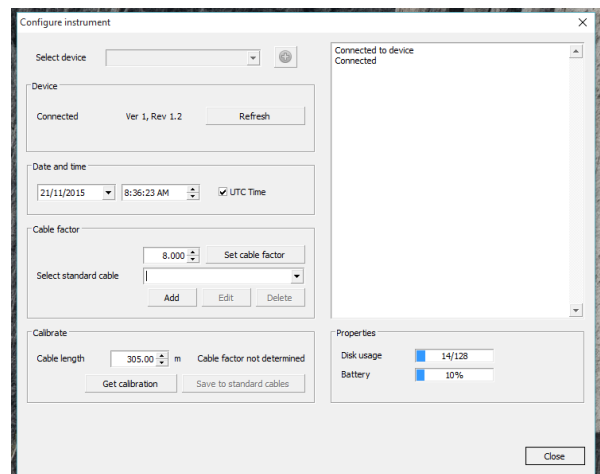 Configure instrument
Select device
Device
Connected Ver 1, Rev 1.2 Refresh
Date and time
21/11/2015 8:36:23 AM UTC Time
Cable factor
8.000 Set cable factor
Select standard cable
Add Edit Delete
Calibrate
Cable length 305.00 m Cable factor not determined
Get calibration Save to standard cables
Connected to device
Connected
Properties
Disk usage 14/128
Battery 10%
Close